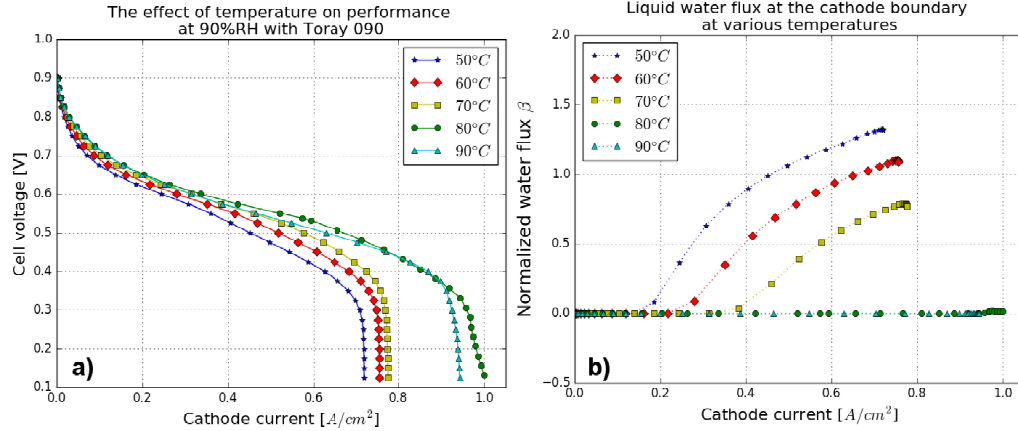 The effect of temperature on performance
at 90%RH with Toray 090
Cell voltage [V]
1.0
0.9
0.8
0.7
0.6
0.5
0.4
0.3
0.2
0.1
50°C
60°C
70°C
80°C
90°C
a)
0.0 0.2 0.4 0.6 0.8 1.0
Cathode current [A/cm²]
Liquid water flux at the cathode boundary
at various temperatures
Normalized water flux β
2.0
1.5
1.0
0.5
0.0
−0.5
50°C
60°C
70°C
80°C
90°C
b)
0.0 0.2 0.4 0.6 0.8 1.0
Cathode current [A/cm²]